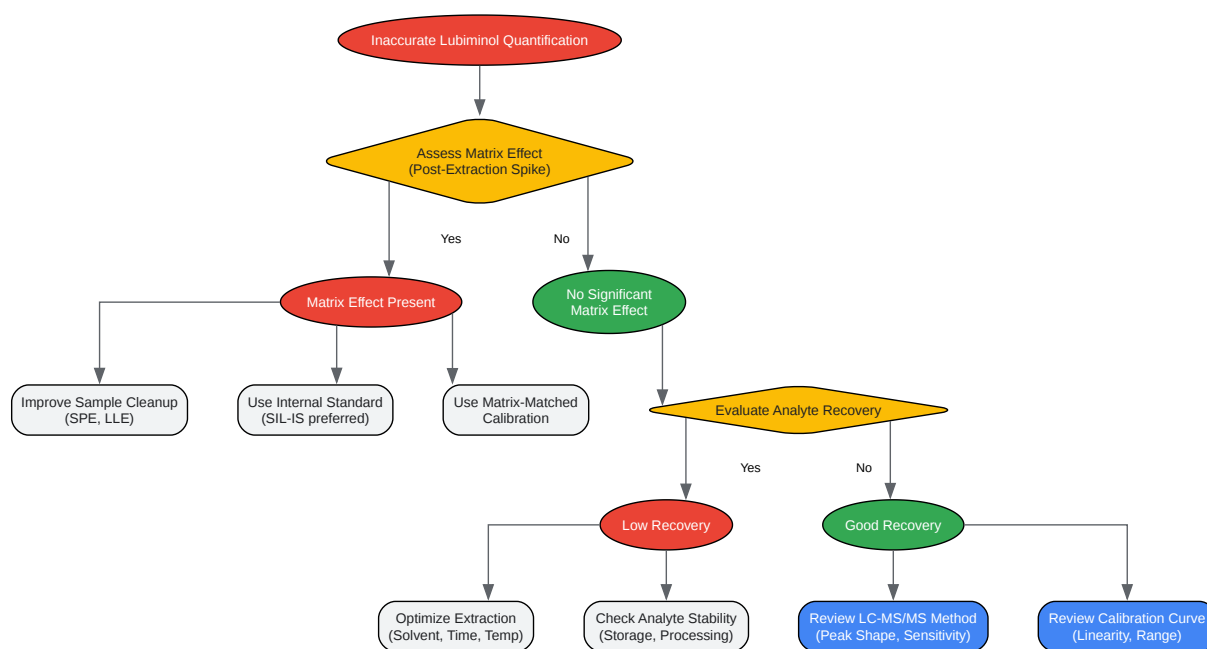 Inaccurate Lubiminol Quantification
Assess Matrix Effect
(Post-Extraction Spike)
Yes
No
Matrix Effect Present
No Significant
Matrix Effect
Improve Sample Cleanup
(SPE, LLE)
Use Internal Standard
(SIL-IS preferred)
Use Matrix-Matched
Calibration
Evaluate Analyte Recovery
Yes
No
Low Recovery
Good Recovery
Optimize Extraction
(Solvent, Time, Temp)
Check Analyte Stability
(Storage, Processing)
Review LC-MS/MS Method
(Peak Shape, Sensitivity)
Review Calibration Curve
(Linearity, Range)